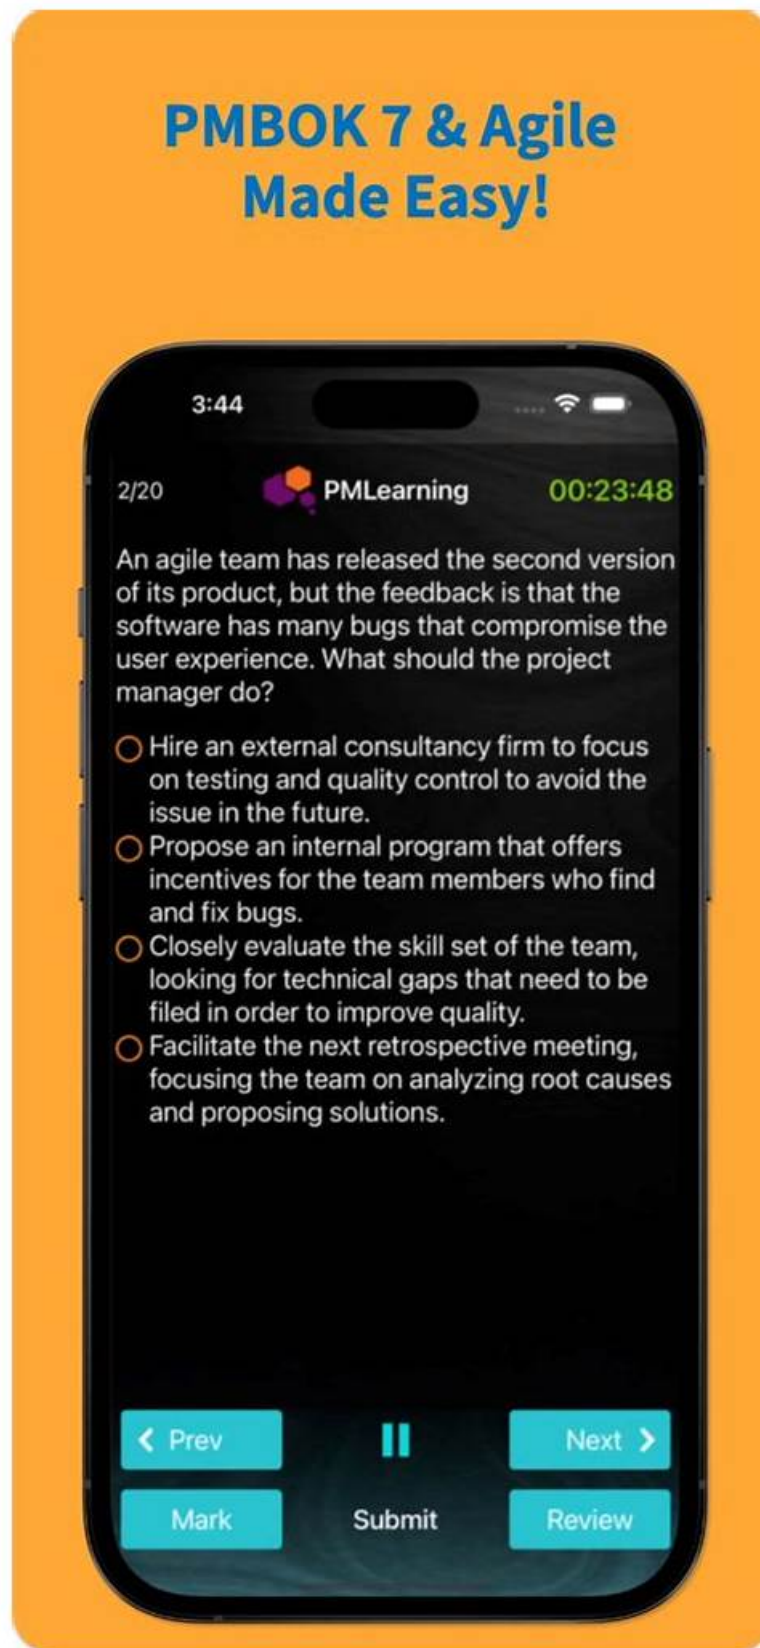 PMBOK 7 & Agile
Made Easy!
3:44
2/20
PMLearning
00:23:48
An agile team has released the second version
of its product, but the feedback is that the
software has many bugs that compromise the
user experience. What should the project
manager do?
Hire an external consultancy firm to focus
on testing and quality control to avoid the
issue in the future.
Propose an internal program that offers
incentives for the team members who find
and fix bugs.
Closely evaluate the skill set of the team,
looking for technical gaps that need to be
filed in order to improve quality.
Facilitate the next retrospective meeting,
focusing the team on analyzing root causes
and proposing solutions.
Prev
Next
Mark
Submit
Review